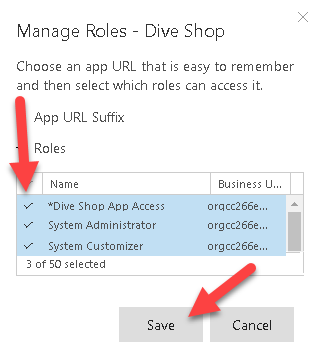 Manage Roles - Dive Shop
Choose an app URL that is easy to remember
and then select which roles can access it.
App URL Suffix
Roles
Name Business U...
*Dive Shop App Access orgcc266e...
System Administrator orgcc266e...
System Customizer orgcc266e...
3 of 50 selected
Save Cancel